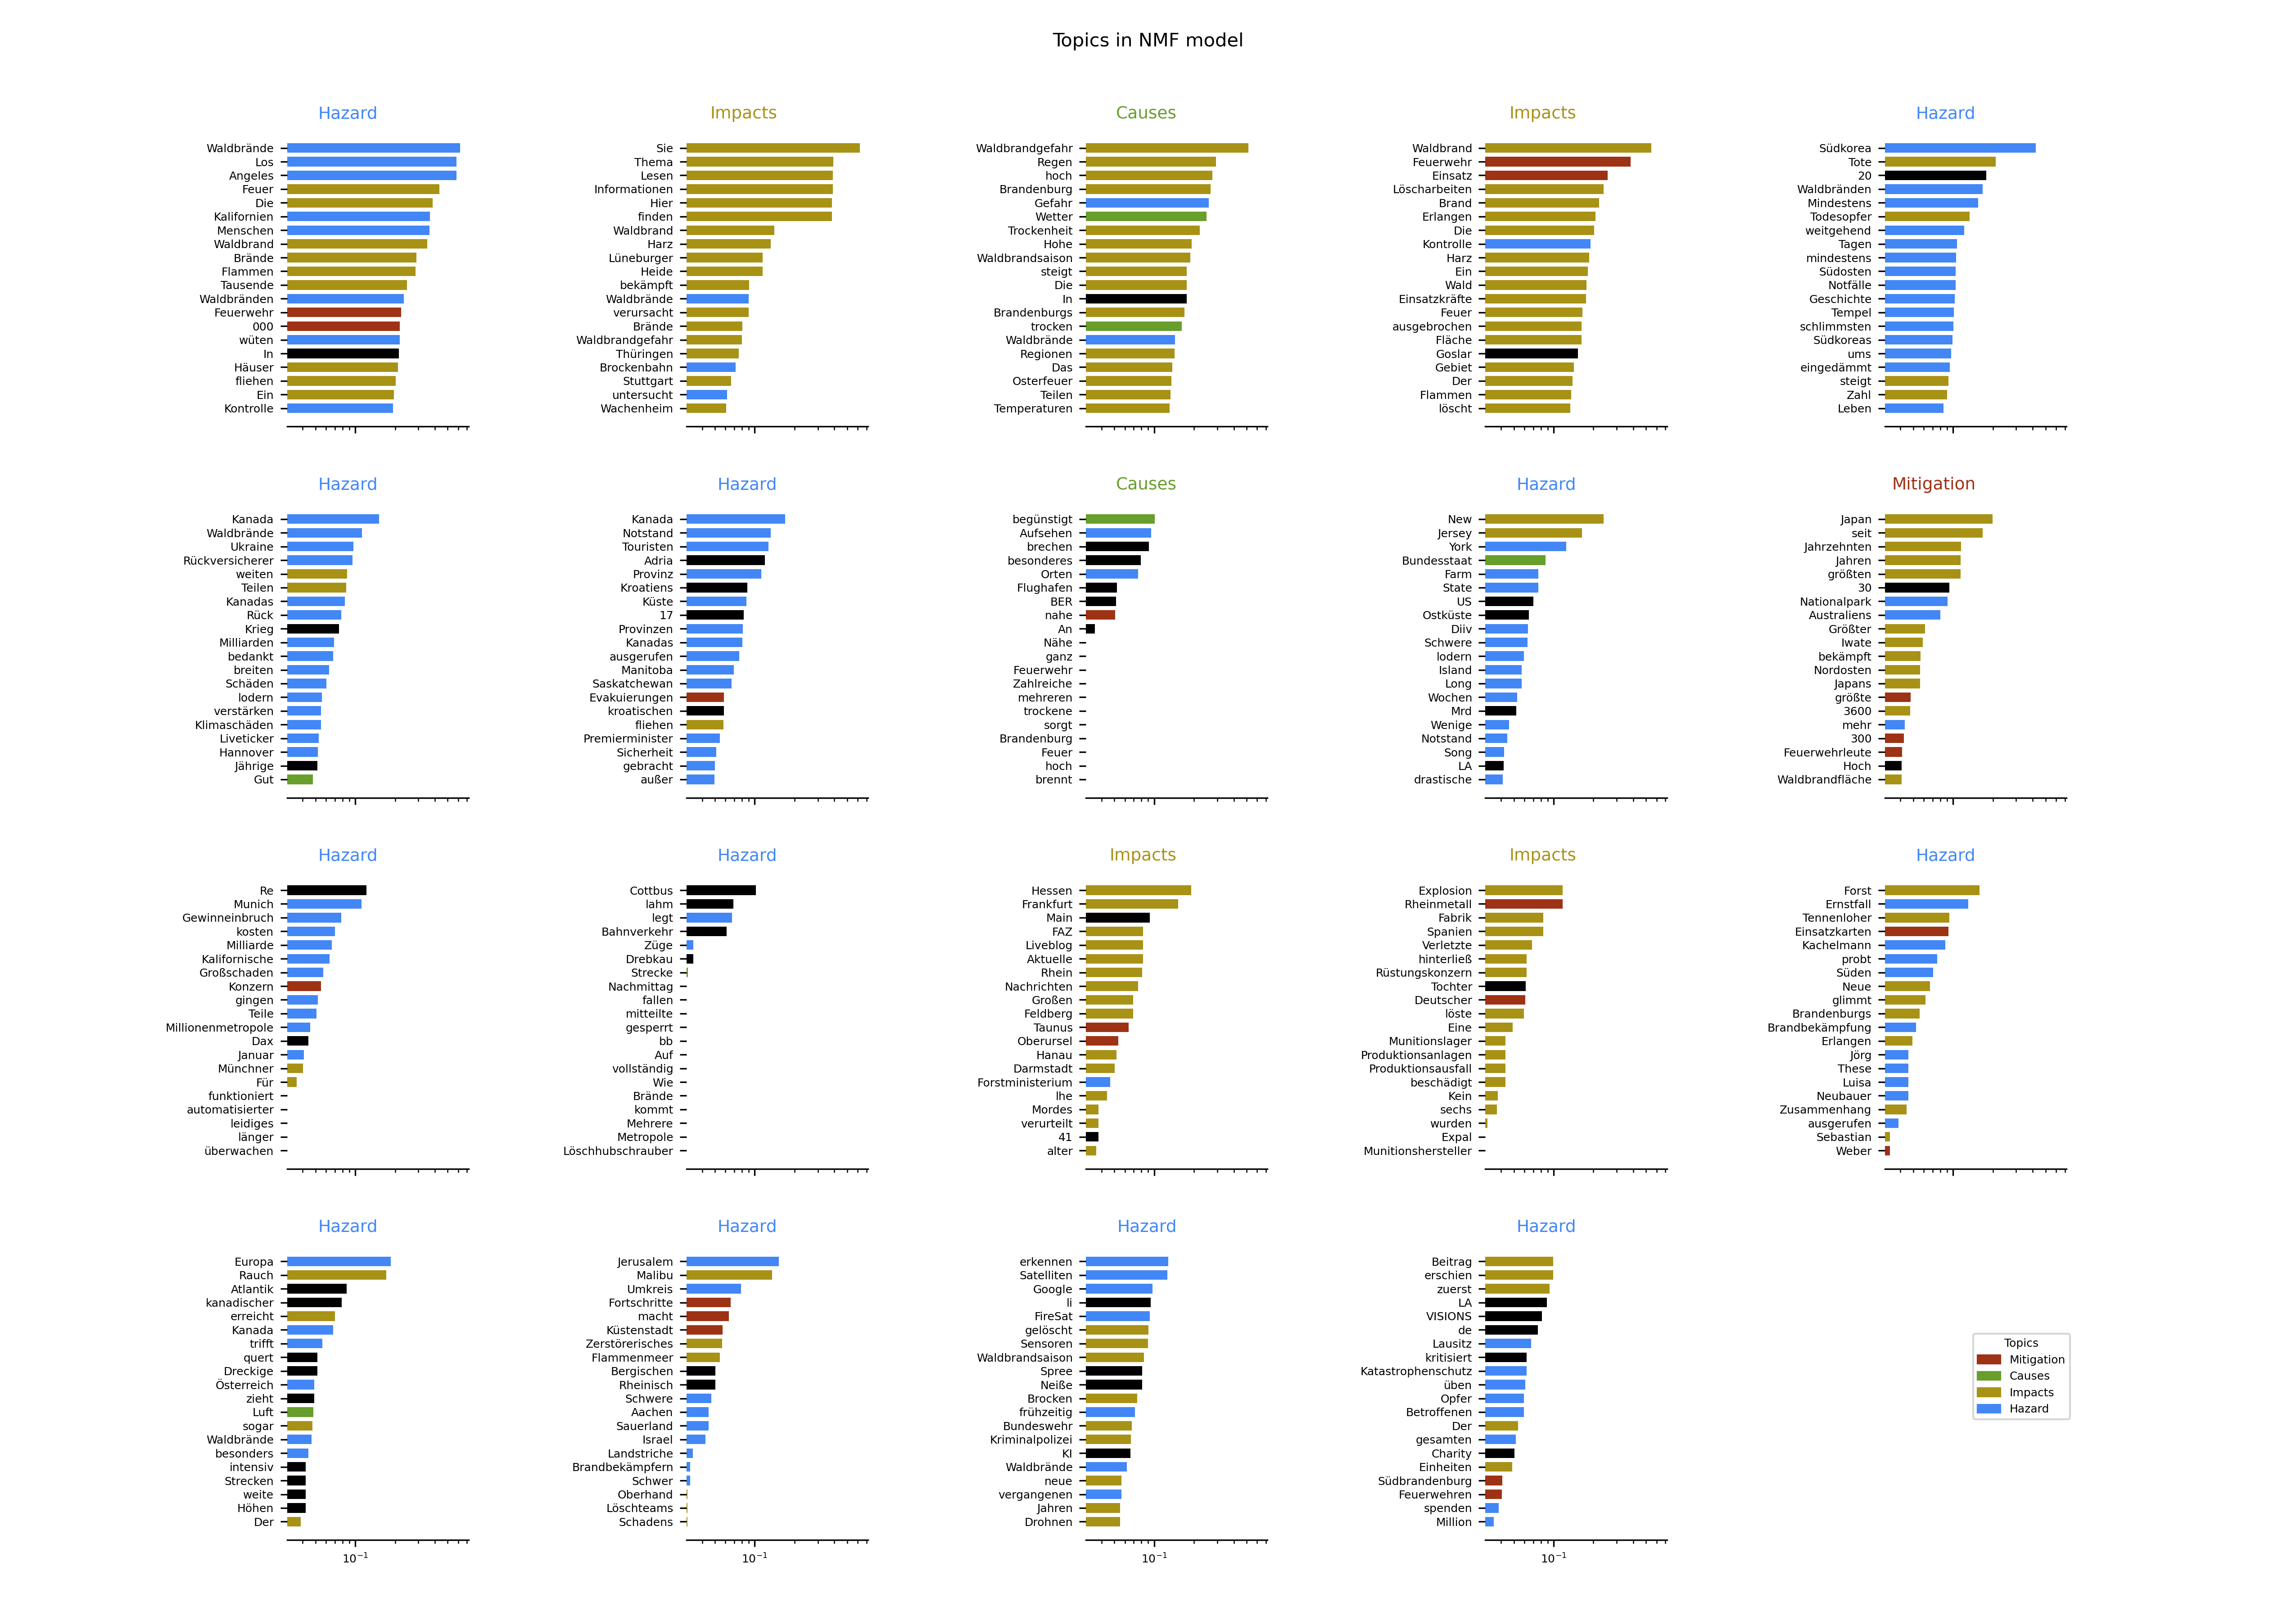 Topics in NMF model
Hazard
Waldbrände
Los
Angeles
Feuer
Die
Kalifornien
Menschen
Waldbrand
Brände
Flammen
Tausende
Waldbränden
Feuerwehr
000
wüten
In
Häuser
fliehen
Ein
Kontrolle
Impacts
Sie
Thema
Lesen
Informationen
Hier
finden
Waldbrand
Harz
Lüneburger
Heide
bekämpft
Waldbrände
verursacht
Brände
Waldbrandgefahr
Thüringen
Brockenbahn
Stuttgart
untersucht
Wachenheim
Causes
Waldbrandgefahr
Regen
hoch
Brandenburg
Gefahr
Wetter
Trockenheit
Hohe
Waldbrandsaison
steigt
Die
In
Brandenburgs
trocken
Waldbrände
Regionen
Das
Osterfeuer
Teilen
Temperaturen
Impacts
Waldbrand
Feuerwehr
Einsatz
Löscharbeiten
Brand
Erlangen
Die
Kontrolle
Harz
Ein
Wald
Einsatzkräfte
Feuer
ausgebrochen
Fläche
Goslar
Gebiet
Der
Flammen
löscht
Hazard
Südkorea
Tote
20
Waldbränden
Mindestens
Todesopfer
weitgehend
Tagen
mindestens
Südosten
Notfälle
Geschichte
Tempel
schlimmsten
Südkoreas
ums
eingedämmt
steigt
Zahl
Leben
Hazard
Kanada
Waldbrände
Ukraine
Rückversicherer
weiten
Teilen
Kanadas
Rück
Krieg
Milliarden
bedankt
breiten
Schäden
lodern
verstärken
Klimaschäden
Liveticker
Hannover
Jährige
Gut
Hazard
Kanada
Notstand
Touristen
Adria
Provinz
Kroatiens
Küste
17
Provinzen
Kanadas
ausgerufen
Manitoba
Saskatchewan
Evakuierungen
kroatischen
fliehen
Premierminister
Sicherheit
gebracht
außer
Causes
begünstigt
Aufsehen
brechen
besonderes
Orten
Flughafen
BER
nahe
An
Nähe
ganz
Feuerwehr
Zahlreiche
mehreren
trockene
sorgt
Brandenburg
Feuer
hoch
brennt
Hazard
New
Jersey
York
Bundesstaat
Farm
State
US
Ostküste
Diiv
Schwere
lodern
Island
Long
Wochen
Mrd
Wenige
Notstand
Song
LA
drastische
Mitigation
Japan
seit
Jahrzehnten
Jahren
größten
30
Nationalpark
Australiens
Größter
Iwate
bekämpft
Nordosten
Japans
größte
3600
mehr
300
Feuerwehrleute
Hoch
Waldbrandfläche
Hazard
Re
Munich
Gewinneinbruch
kosten
Milliarde
Kalifornische
Großschaden
Konzern
gingen
Teile
Millionenmetropole
Dax
Januar
Münchner
Für
funktioniert
automatisierter
leidiges
länger
überwachen
Hazard
Cottbus
lahm
legt
Bahnverkehr
Züge
Drebkau
Strecke
Nachmittag
fallen
mitteilte
gesperrt
bb
Auf
vollständig
Wie
Brände
kommt
Mehrere
Metropole
Löschhubschrauber
Impacts
Hessen
Frankfurt
Main
FAZ
Liveblog
Aktuelle
Rhein
Nachrichten
Großen
Feldberg
Taunus
Oberursel
Hanau
Darmstadt
Forstministerium
Ihe
Mordes
verurteilt
41
alter
Impacts
Explosion
Rheinmetall
Fabrik
Spanien
Verletzte
hinterließ
Rüstungskonzern
Tochter
Deutscher
löste
Eine
Munitionslager
Produktionsanlagen
Produktionsausfall
beschädigt
Kein
sechs
wurden
Expal
Munitionshersteller
Hazard
Forst
Ernstfall
Tennenloher
Einsatzkarten
Kachelmann
probt
Süden
Neue
glimmt
Brandenburgs
Brandbekämpfung
Erlangen
Jörg
These
Luisa
Neubauer
Zusammenhang
ausgerufen
Sebastian
Weber
Hazard
Europa
Rauch
Atlantik
kanadischer
erreicht
Kanada
trifft
quert
Dreckige
Österreich
zieht
Luft
sogar
Waldbrände
besonders
intensiv
Strecken
weite
Höhen
Der
10⁻¹
Hazard
Jerusalem
Malibu
Umkreis
Fortschritte
macht
Küstenstadt
Zerstörerisches
Flammenmeer
Bergischen
Rheinisch
Schwere
Aachen
Sauerland
Israel
Landstriche
Brandbekämpfern
Schwer
Oberhand
Löschteams
Schadens
10⁻¹
Hazard
erkennen
Satelliten
Google
li
FireSat
gelöscht
Sensoren
Waldbrandsaison
Spree
Neiße
Brocken
frühzeitig
Bundeswehr
Kriminalpolizei
KI
Waldbrände
neue
vergangenen
Jahren
Drohnen
10⁻¹
Hazard
Beitrag
erschien
zuerst
LA
VISIONS
de
Lausitz
kritisiert
Katastrophenschutz
üben
Opfer
Betroffenen
Der
gesamten
Charity
Einheiten
Südbrandenburg
Feuerwehren
spenden
Million
10⁻¹
Topics
Mitigation
Causes
Impacts
Hazard